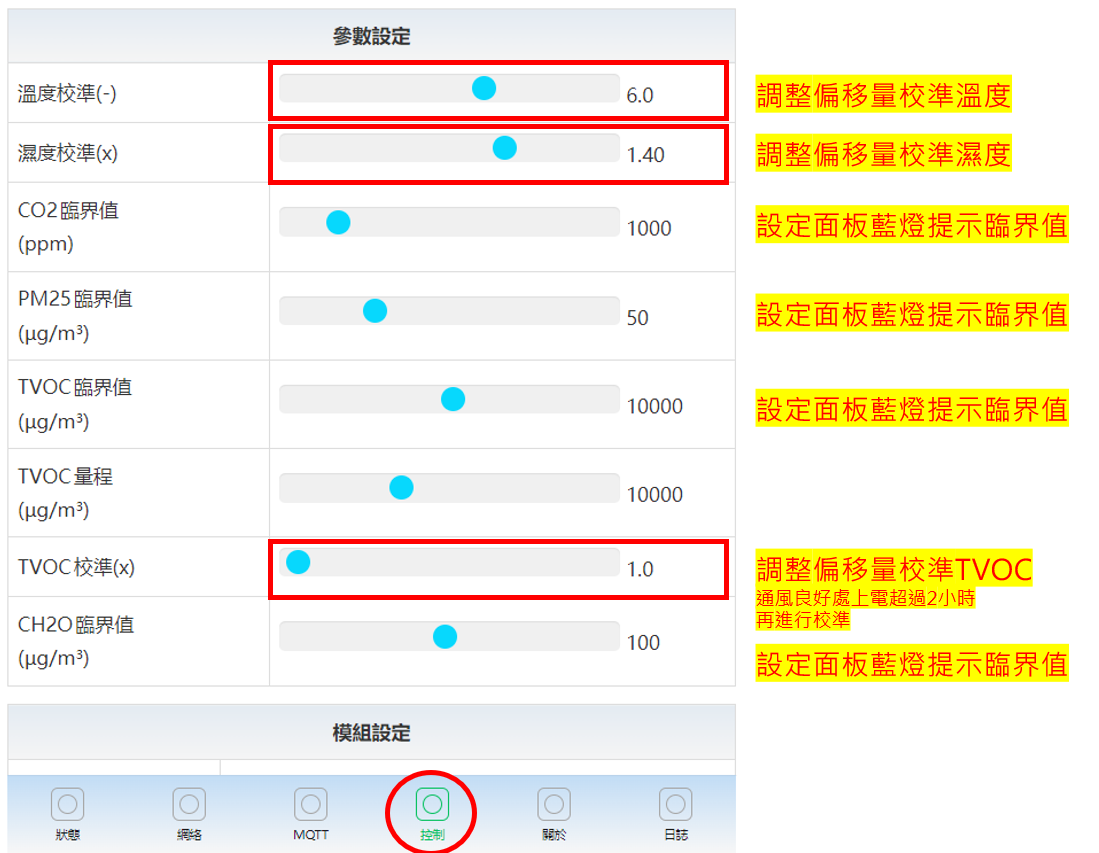 參數設定
溫度校準(-) 6.0 調整偏移量校準溫度
濕度校準(x) 1.40 調整偏移量校準濕度
CO2臨界值
(ppm) 1000 設定面板藍燈提示臨界值
PM25臨界值
(μg/m³) 50 設定面板藍燈提示臨界值
TVOC臨界值
(μg/m³) 10000 設定面板藍燈提示臨界值
TVOC量程
(μg/m³) 10000
TVOC校準(x) 1.0 調整偏移量校準TVOC
通風良好處上電超過2小時
再進行校準
CH2O臨界值
(μg/m³) 100 設定面板藍燈提示臨界值
模組設定
狀態 網絡 MQTT 控制 關於 日誌